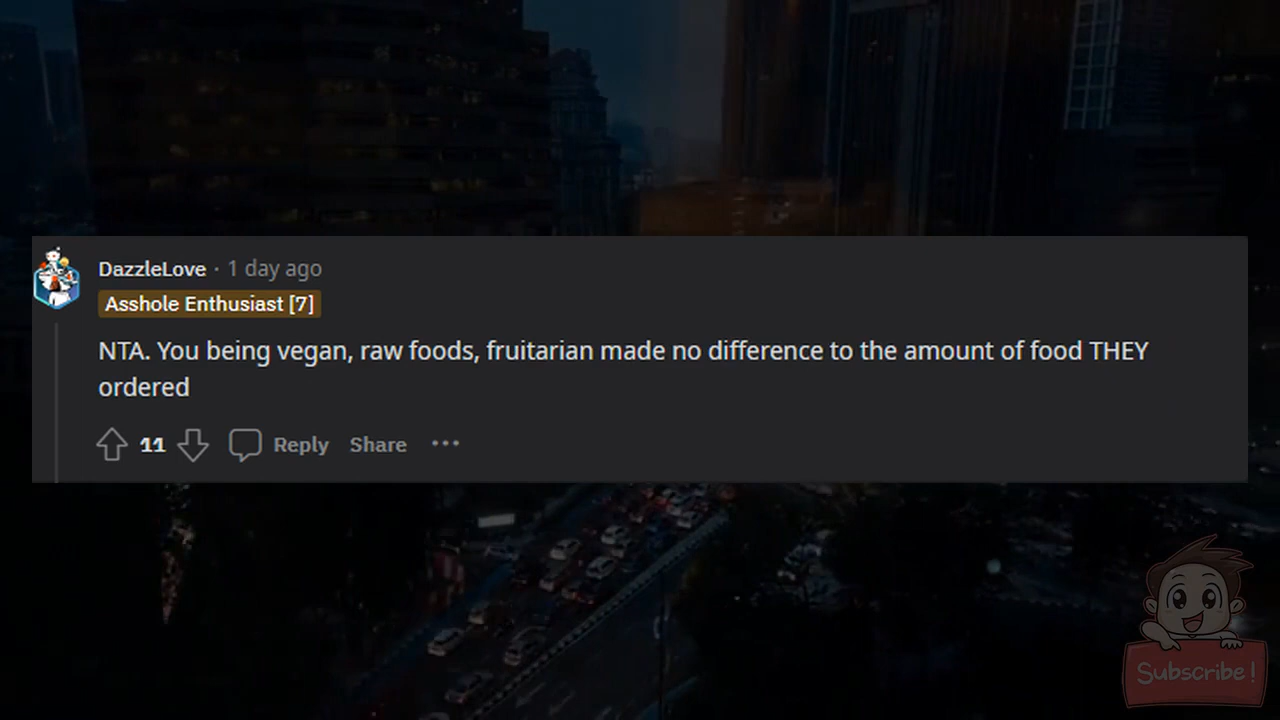 DazzleLove · 1 day ago
Asshole Enthusiast [7]
NTA. You being vegan, raw foods, fruitarian made no difference to the amount of food THEY
ordered
11 Reply Share ...
Subscribe!